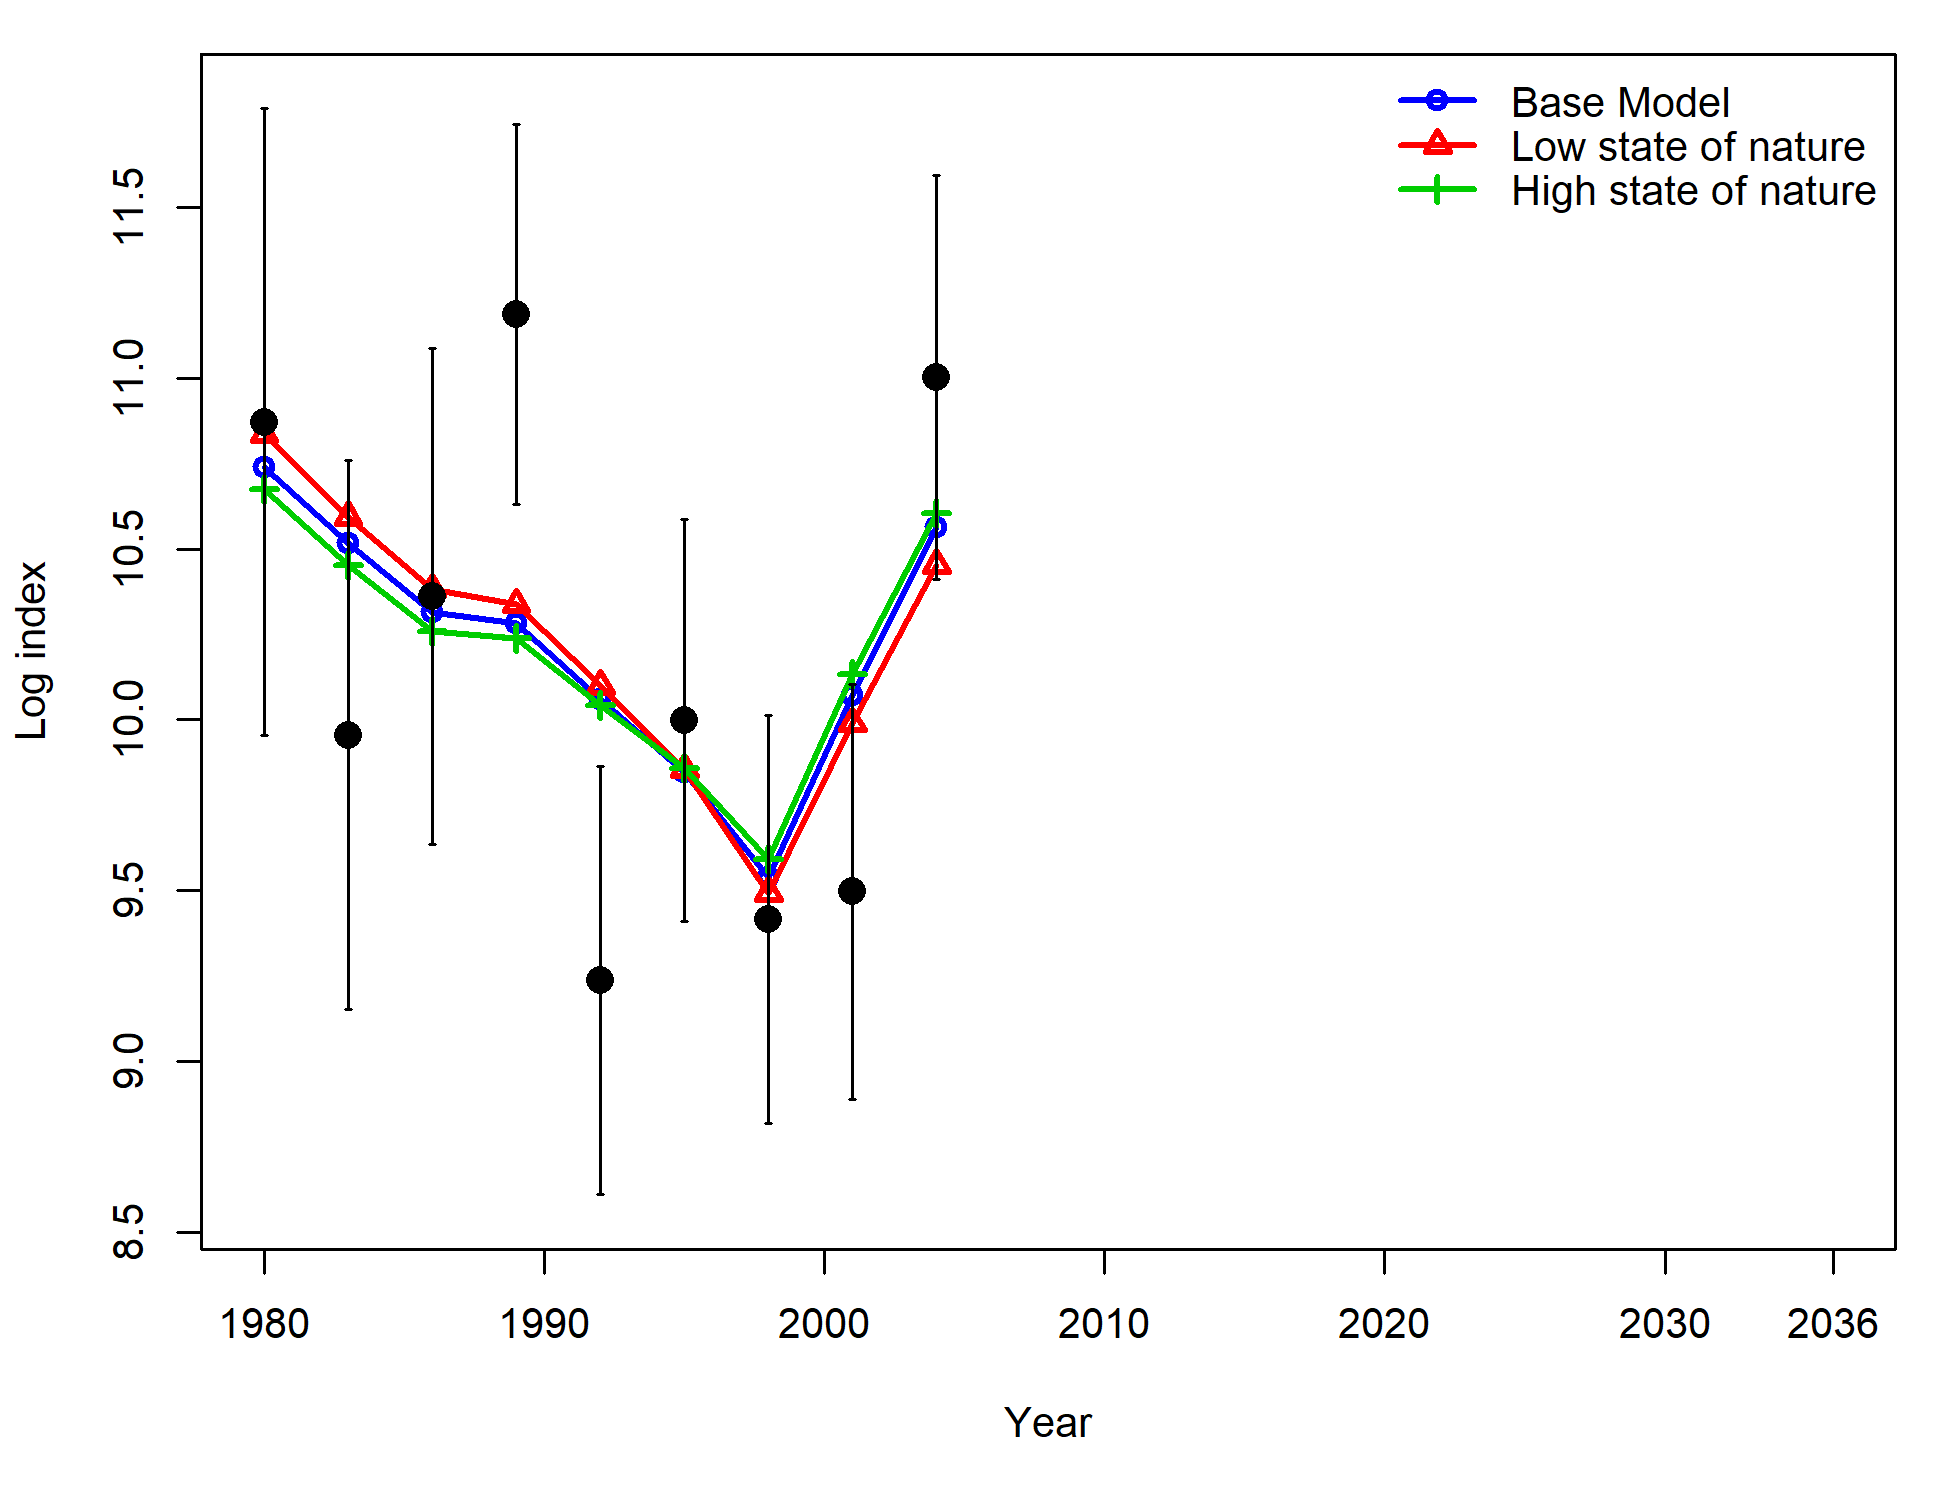 Base Model
Low state of nature
High state of nature
Log index
11.5
11.0
10.5
10.0
9.5
9.0
8.5
1980 1990 2000 2010 2020 2030 2036
Year